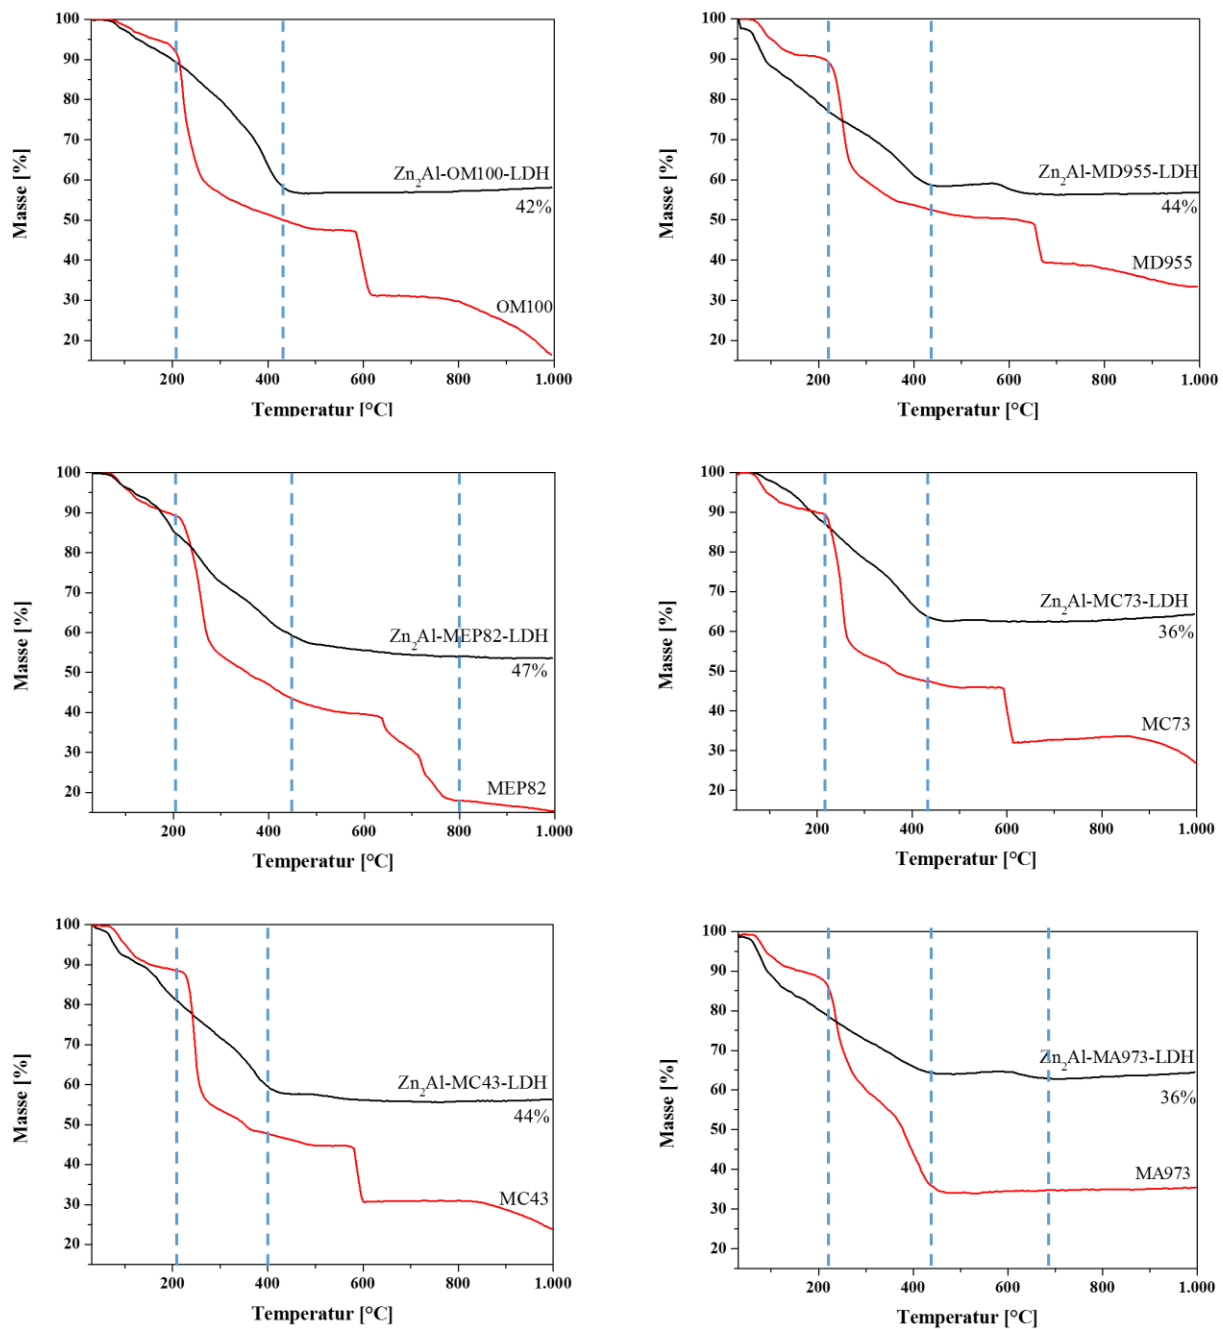 100
90
80
70
60
50
40
30
20
Masse [%]
Zn₂Al-OM100-LDH
42%
OM100
200 400 600 800 1.000
Temperatur [°C]
100
90
80
70
60
50
40
30
20
Masse [%]
Zn₂Al-MD955-LDH
44%
MD955
200 400 600 800 1.000
Temperatur [°C]
100
90
80
70
60
50
40
30
20
Masse [%]
Zn₂Al-MEP82-LDH
47%
MEP82
200 400 600 800 1.000
Temperatur [°C]
100
90
80
70
60
50
40
30
20
Masse [%]
Zn₂Al-MC73-LDH
36%
MC73
200 400 600 800 1.000
Temperatur [°C]
100
90
80
70
60
50
40
30
20
Masse [%]
Zn₂Al-MC43-LDH
44%
MC43
200 400 600 800 1.000
Temperatur [°C]
100
90
80
70
60
50
40
30
20
Masse [%]
Zn₂Al-MA973-LDH
36%
MA973
200 400 600 800 1.000
Temperatur [°C]